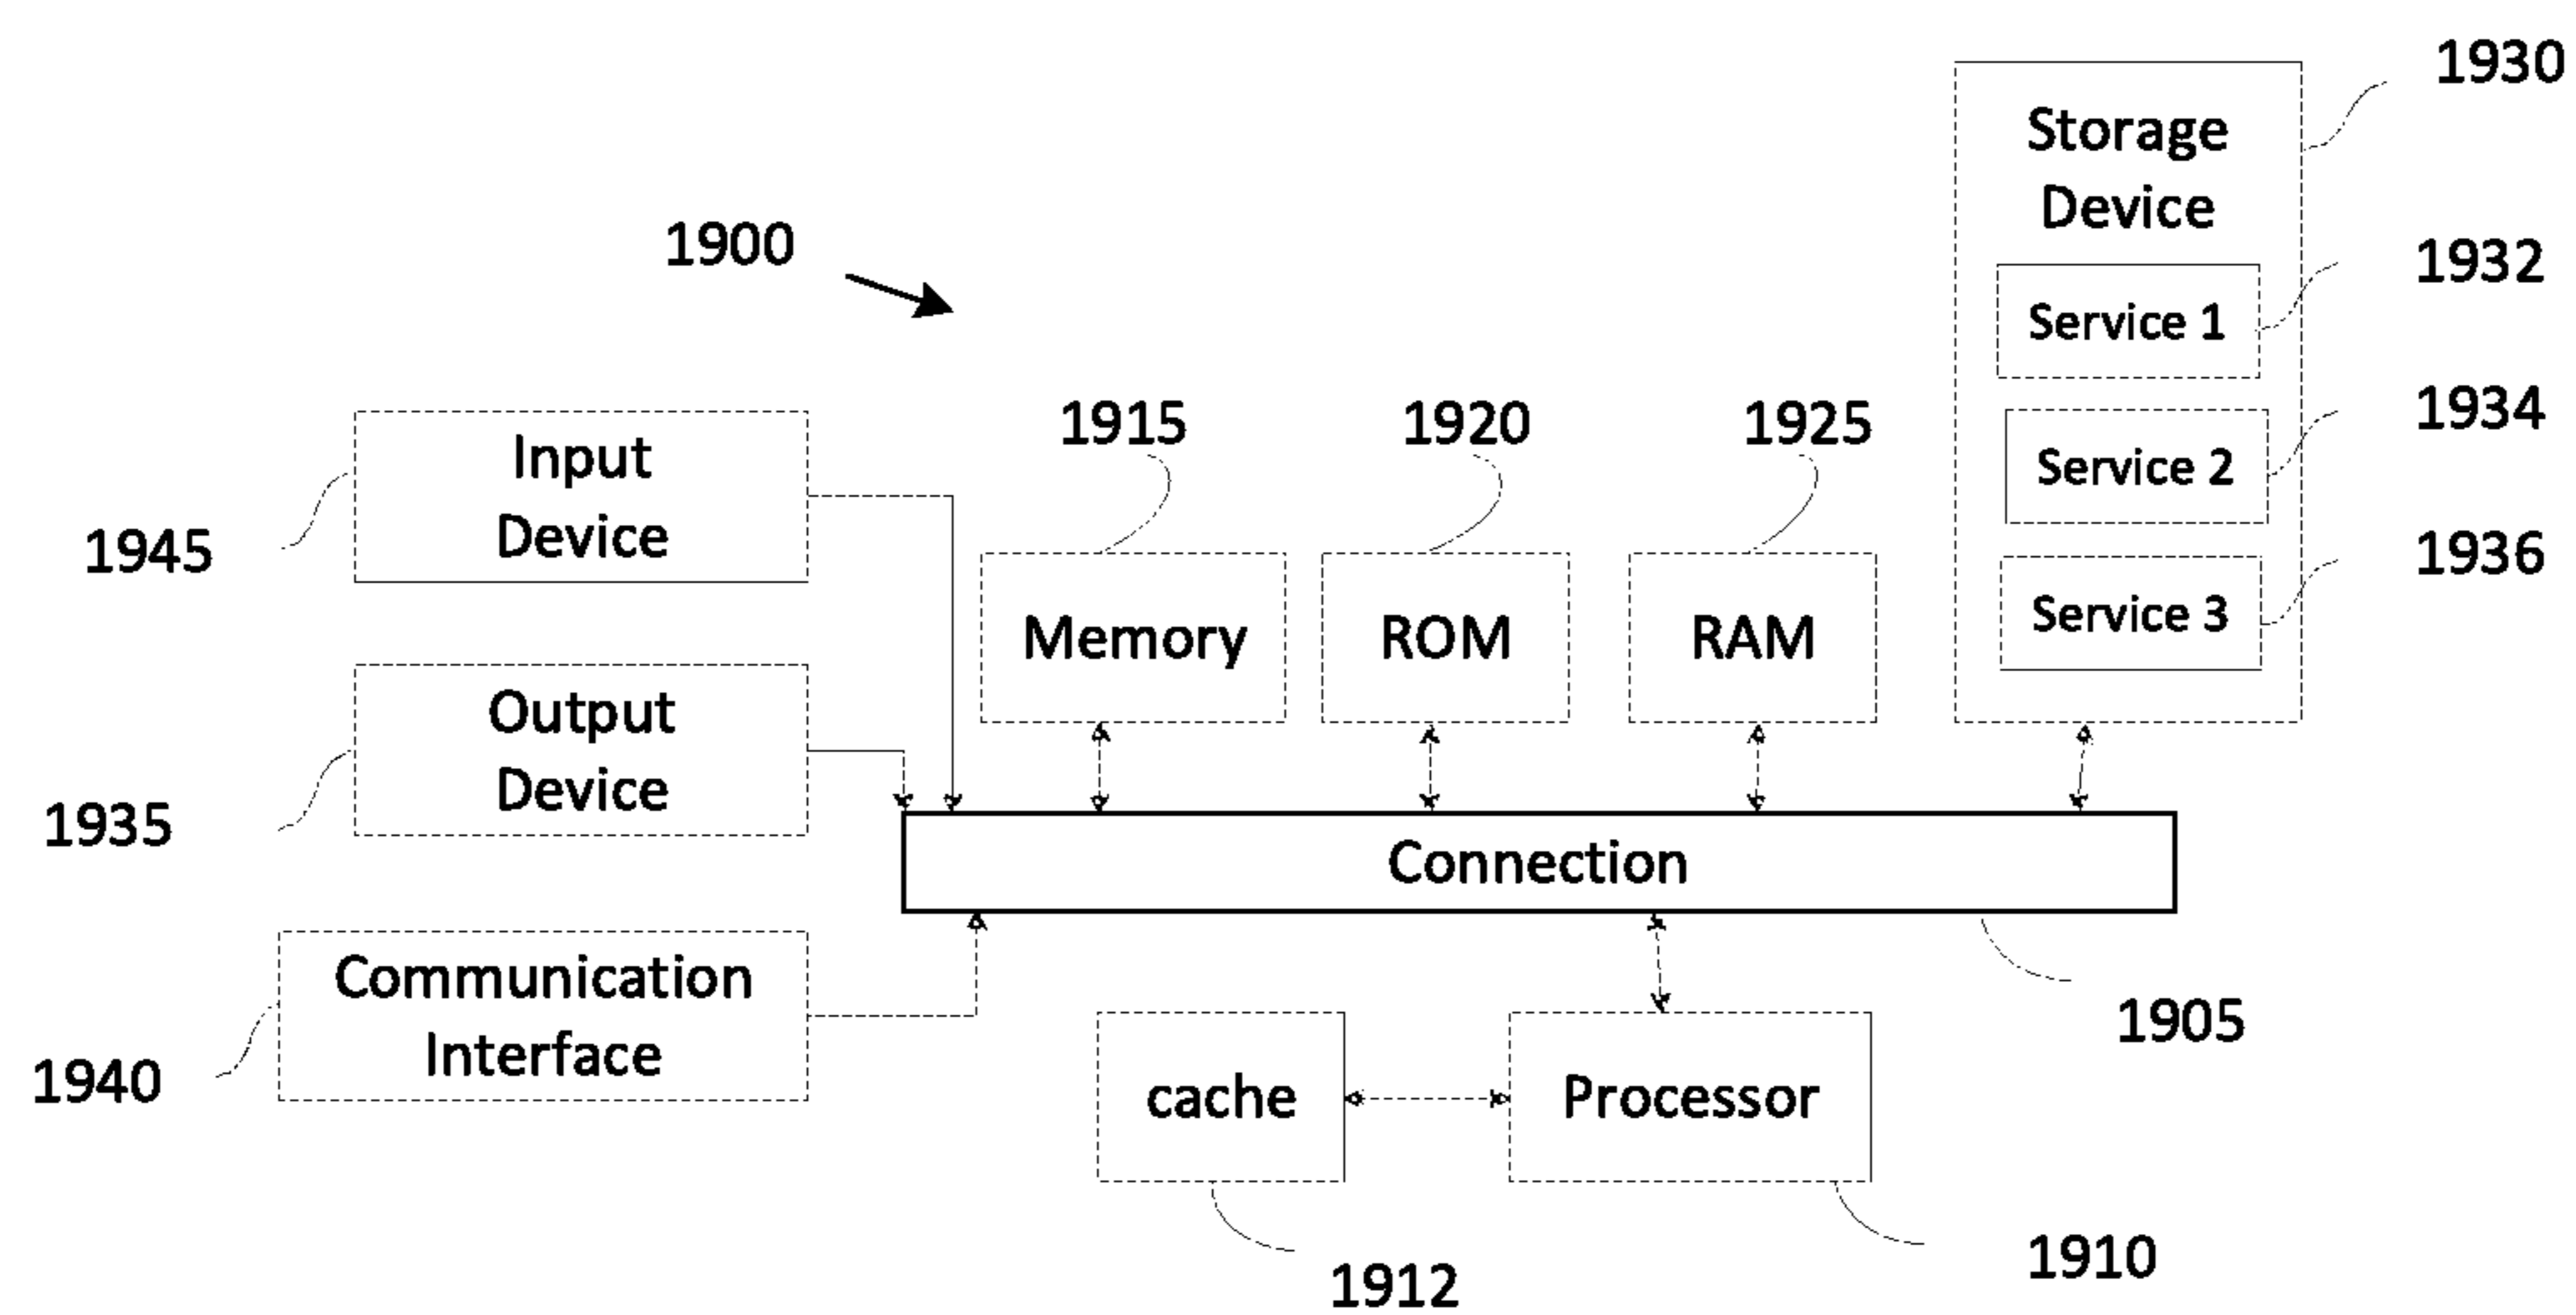 1930
Storage
Device
1900
1932
Service 1
1934
Service 2
1936
Service 3
1915
1920
1925
Input
Device
1945
Memory
ROM
RAM
Output
Device
1935
Connection
Communication
Interface
1940
1905
cache
Processor
1912
1910